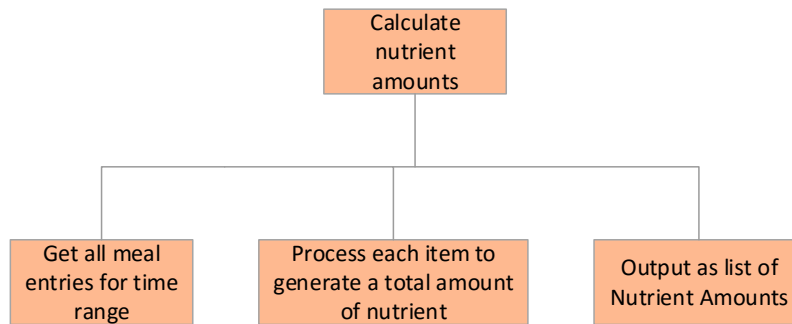 Calculate
nutrient
amounts
Get all meal
entries for time
range
Process each item to
generate a total amount
of nutrient
Output as list of
Nutrient Amounts